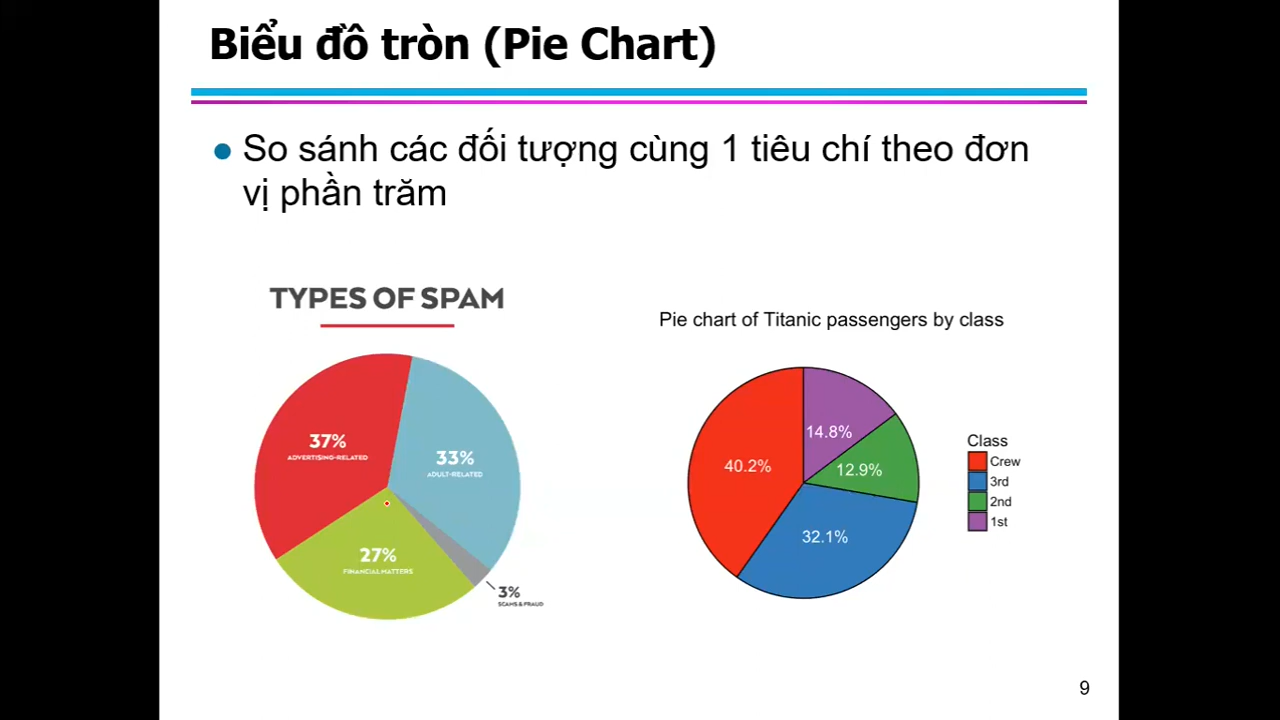 Biểu đồ tròn (Pie Chart)
So sánh các đối tượng cùng 1 tiêu chí theo đơn
vị phần trăm
TYPES OF SPAM
37%
ADVERTISING-RELATED
33%
ADULT-RELATED
27%
FINANCIAL MATTERS
3%
SCAMS & FRAUD
Pie chart of Titanic passengers by class
14.8%
40.2%
12.9%
32.1%
Class
Crew
3rd
2nd
1st
9